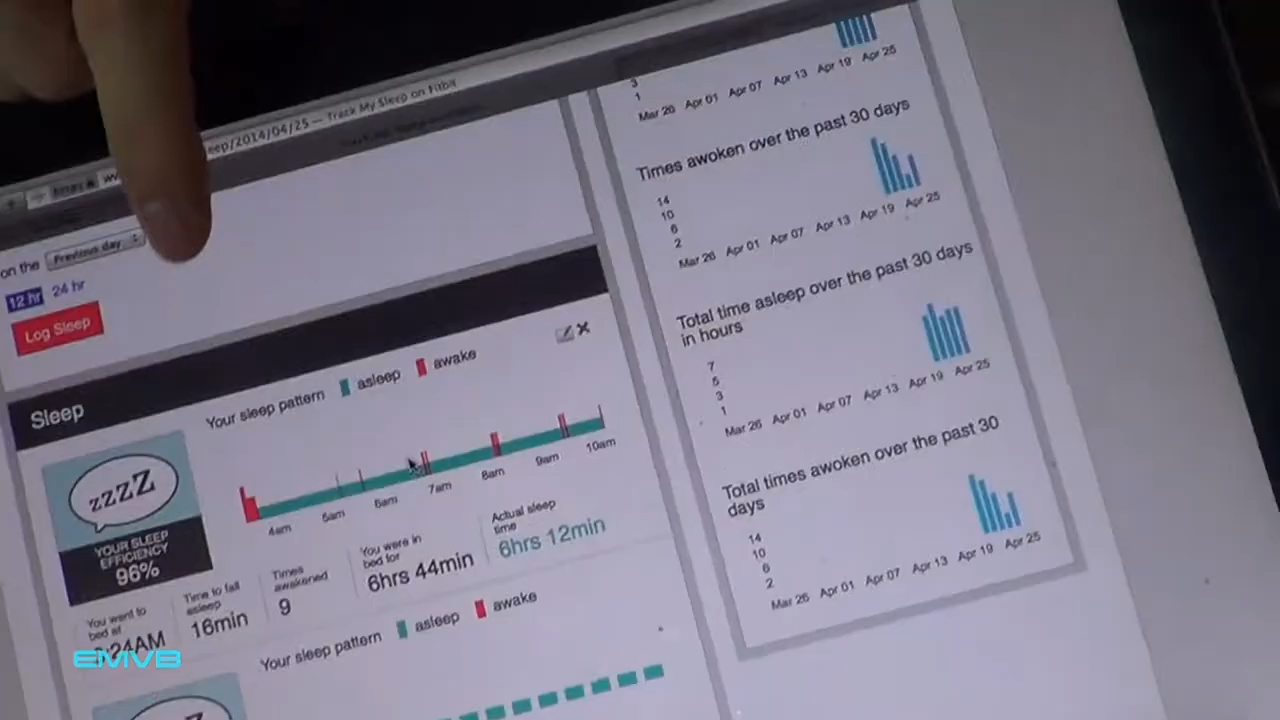 eep/2014/04/25 — Track My Sleep on Fitbit
on the Previous day
12 hr 24 hr
Log Sleep
Sleep
Your sleep pattern asleep awake
4am 5am 6am 7am 8am 9am 10am
zzzZ
YOUR SLEEP
EFFICIENCY
96%
You went to
bed at
:24AM
Time to fall
asleep
16min
Times
awakened
9
You were in
bed for
6hrs 44min
Actual sleep
time
6hrs 12min
Your sleep pattern asleep awake
3
1
Mar 26 Apr 01 Apr 07 Apr 13 Apr 19 Apr 25
Times awoken over the past 30 days
14
10
6
2
Mar 26 Apr 01 Apr 07 Apr 13 Apr 19 Apr 25
Total time asleep over the past 30 days
in hours
7
5
3
1
Mar 26 Apr 01 Apr 07 Apr 13 Apr 19 Apr 25
Total times awoken over the past 30
days
14
10
6
2
Mar 26 Apr 01 Apr 07 Apr 13 Apr 19 Apr 25
EMVB